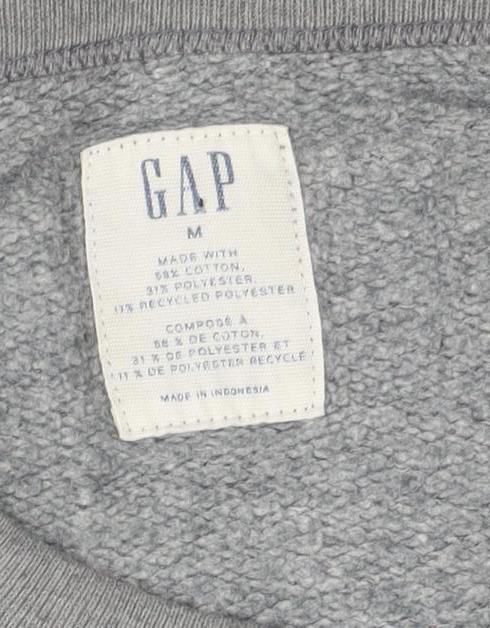 GAP
M
MADE WITH
58% COTTON,
31% POLYESTER,
11% RECYCLED POLYESTER
COMPOSÉ À
58 % DE COTON,
31 % DE POLYESTER ET
11 % DE POLYESTER RECYCLÉ
MADE IN INDONESIA